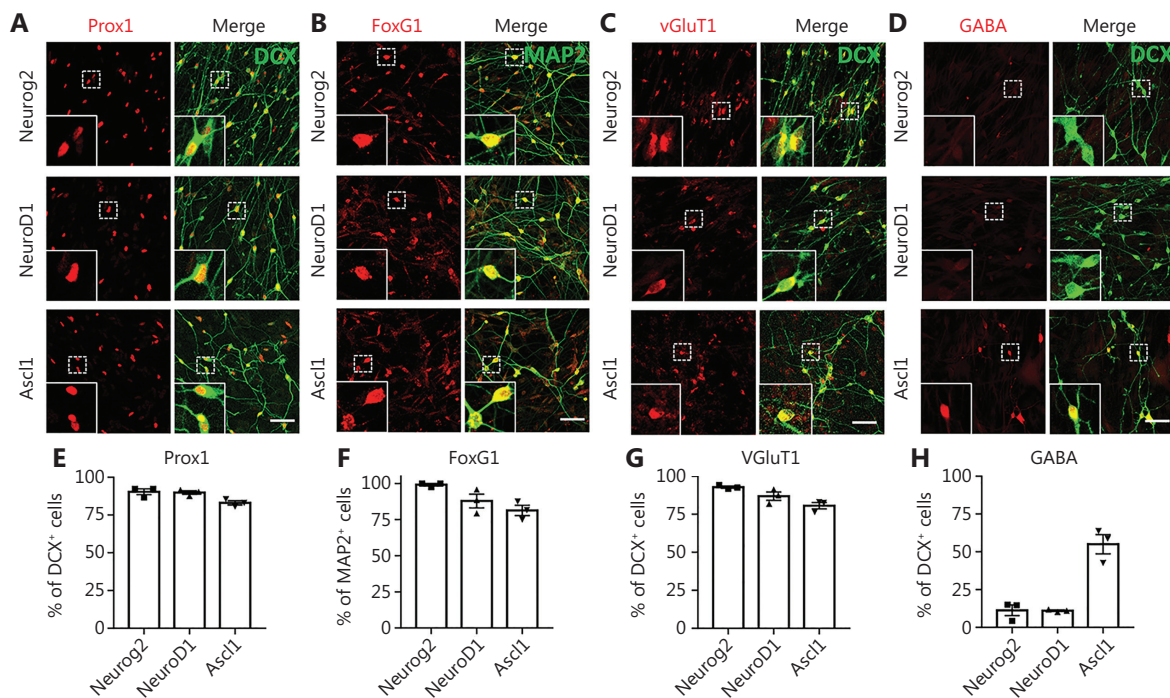 A Prox1 Merge
B FoxG1 Merge
C vGluT1 Merge
D GABA Merge
Neurog2 DCX
Neurog2 MAP2
Neurog2 DCX
Neurog2 DCX
NeuroD1
NeuroD1
NeuroD1
NeuroD1
Ascl1
Ascl1
Ascl1
Ascl1
E Prox1
% of DCX⁺ cells
100
75
50
25
0
Neurog2 NeuroD1 Ascl1
F FoxG1
% of MAP2⁺ cells
100
75
50
25
0
Neurog2 NeuroD1 Ascl1
G VGluT1
% of DCX⁺ cells
100
75
50
25
0
Neurog2 NeuroD1 Ascl1
H GABA
% of DCX⁺ cells
100
75
50
25
0
Neurog2 NeuroD1 Ascl1